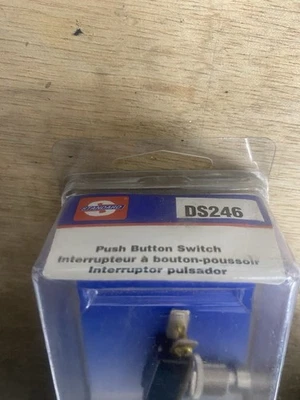 DS246
Push Button Switch
Interrupteur à bouton-poussoir
Interruptor pulsador